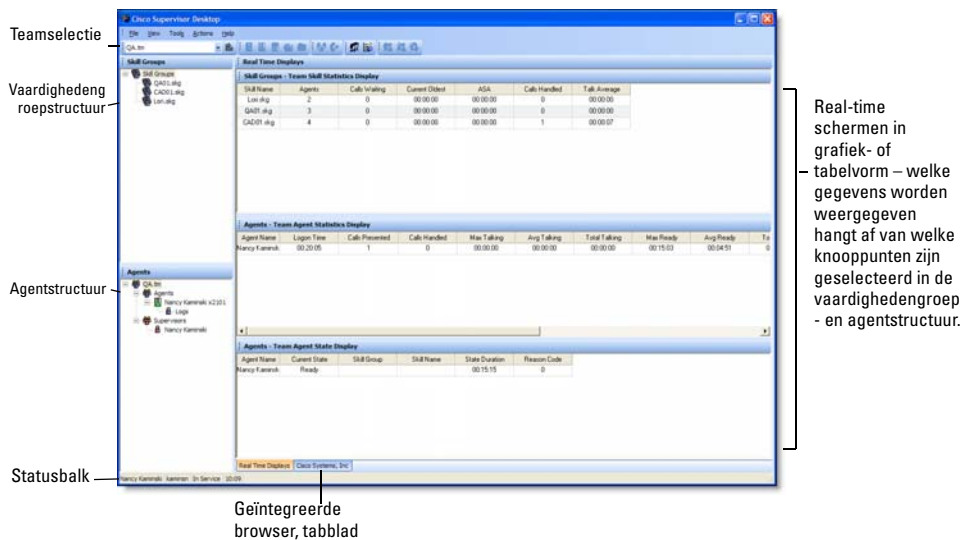 Cisco Supervisor Desktop
File View Tools Actions Help
Teamselectie
QA.tm
Skill Groups
Skill Groups
QA01.skg
CAD01.skg
Lori.skg
Vaardighedeng
roepstructuur
Real Time Displays
Skill Groups - Team Skill Statistics Display
Skill Name Agents Calls Waiting Current Oldest ASA Calls Handled Talk Average
Lori.skg 2 0 00:00:00 00:00:00 0 00:00:00
QA01.skg 3 0 00:00:00 00:00:00 0 00:00:00
CAD01.skg 4 0 00:00:00 00:00:00 1 00:00:07
Real-time
schermen in
grafiek- of
tabelvorm – welke
gegevens worden
weergegeven
hangt af van welke
knooppunten zijn
geselecteerd in de
vaardighedengroep
- en agentstructuur.
Agents - Team Agent Statistics Display
Agent Name Logon Time Calls Presented Calls Handled Max Talking Avg Talking Total Talking Max Ready Avg Ready To
Nancy Kaminsk 00:20:05 1 0 00:00:00 00:00:00 00:00:00 00:15:03 00:04:51 0
Agents
QA.tm
Agents
Nancy Kaminski x2101
Logs
Supervisors
Nancy Kaminski
Agentstructuur
Agents - Team Agent State Display
Agent Name Current State Skill Group Skill Name State Duration Reason Code
Nancy Kaminsk Ready 00:15:15 0
Real Time Displays Cisco Systems, Inc
Statusbalk
Nancy Kaminski kaminan In Service 10:09
Geïntegreerde
browser, tabblad